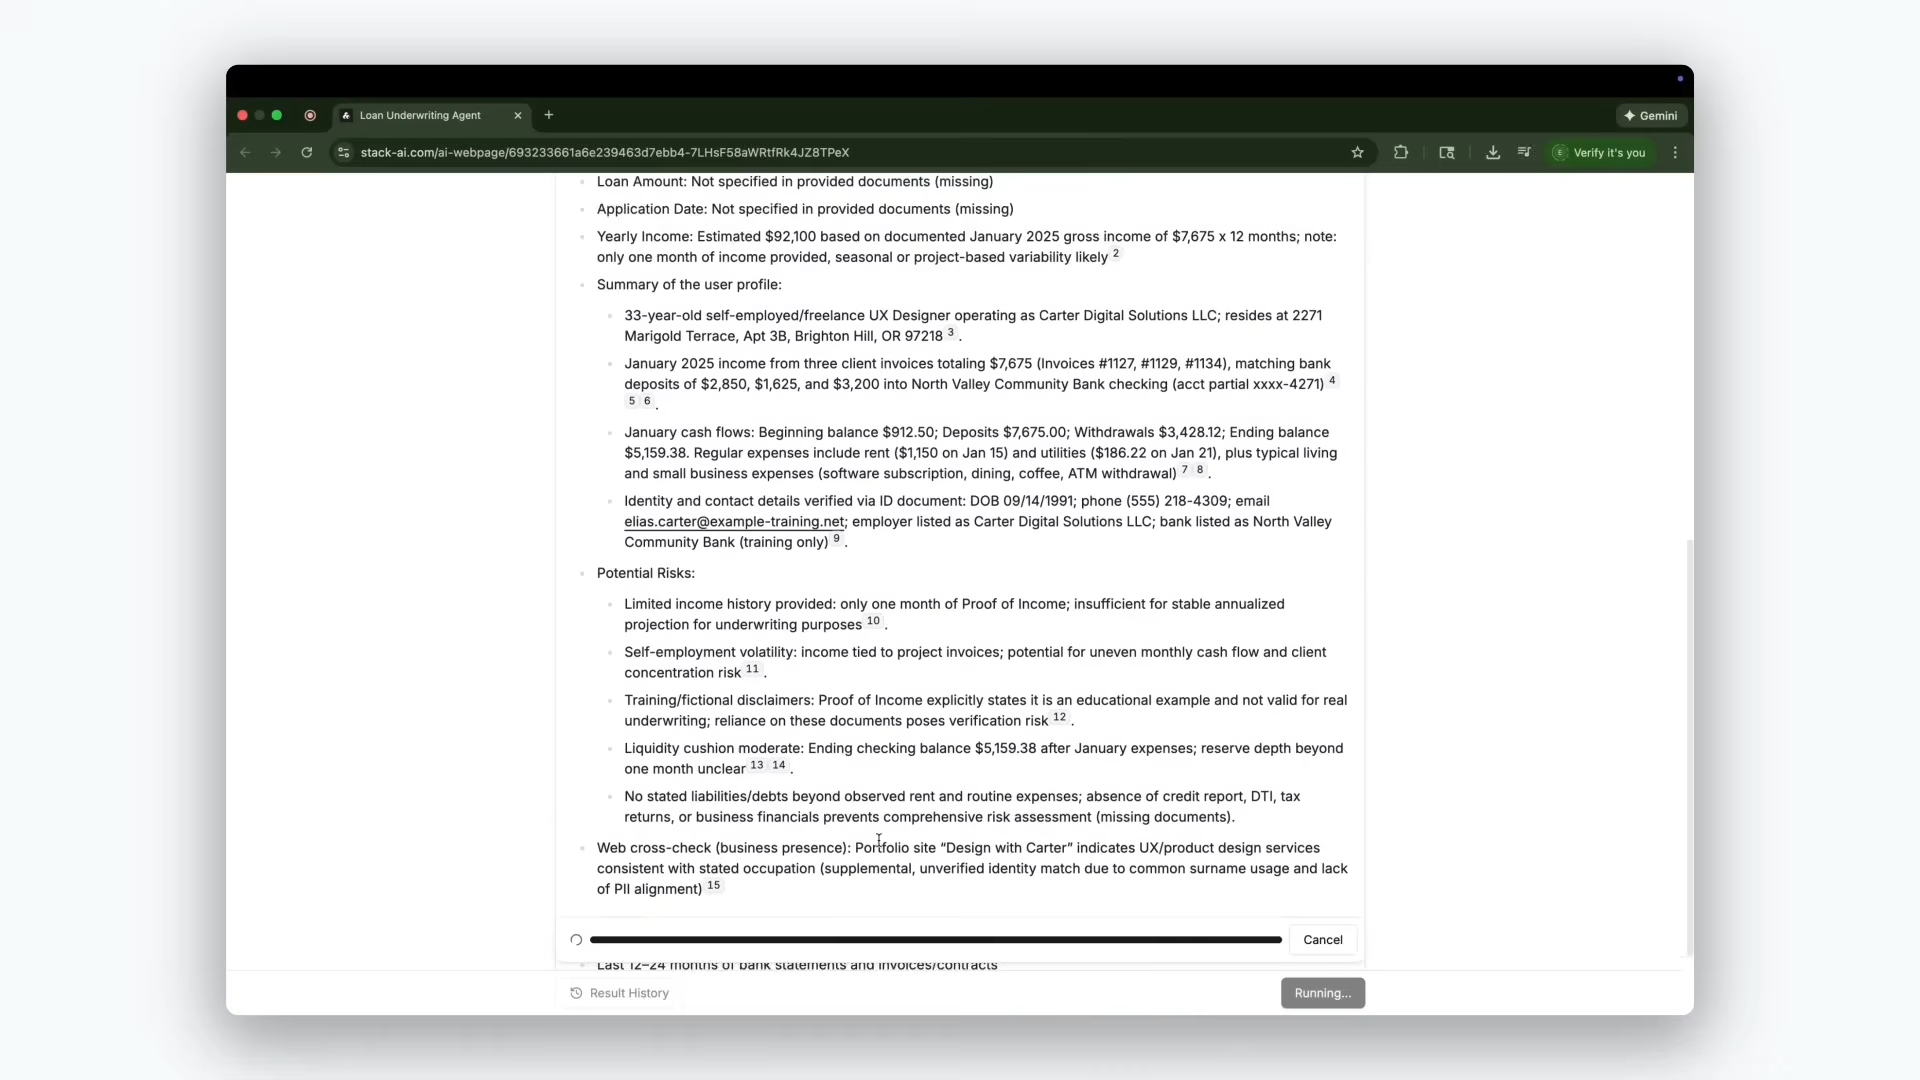 Loan Underwriting Agent
Gemini
stack-ai.com/ai-webpage/693233661a6e239463d7ebb4-7LHsF58aWRtfRk4JZ8TPeX
Verify it's you
Loan Amount: Not specified in provided documents (missing)
Application Date: Not specified in provided documents (missing)
Yearly Income: Estimated $92,100 based on documented January 2025 gross income of $7,675 x 12 months; note:
only one month of income provided, seasonal or project-based variability likely 2
Summary of the user profile:
33-year-old self-employed/freelance UX Designer operating as Carter Digital Solutions LLC; resides at 2271
Marigold Terrace, Apt 3B, Brighton Hill, OR 97218 3 .
January 2025 income from three client invoices totaling $7,675 (Invoices #1127, #1129, #1134), matching bank
deposits of $2,850, $1,625, and $3,200 into North Valley Community Bank checking (acct partial xxxx-4271) 4
5 6 .
January cash flows: Beginning balance $912.50; Deposits $7,675.00; Withdrawals $3,428.12; Ending balance
$5,159.38. Regular expenses include rent ($1,150 on Jan 15) and utilities ($186.22 on Jan 21), plus typical living
and small business expenses (software subscription, dining, coffee, ATM withdrawal) 7 8 .
Identity and contact details verified via ID document: DOB 09/14/1991; phone (555) 218-4309; email
elias.carter@example-training.net; employer listed as Carter Digital Solutions LLC; bank listed as North Valley
Community Bank (training only) 9 .
Potential Risks:
Limited income history provided: only one month of Proof of Income; insufficient for stable annualized
projection for underwriting purposes 10 .
Self-employment volatility: income tied to project invoices; potential for uneven monthly cash flow and client
concentration risk 11 .
Training/fictional disclaimers: Proof of Income explicitly states it is an educational example and not valid for real
underwriting; reliance on these documents poses verification risk 12 .
Liquidity cushion moderate: Ending checking balance $5,159.38 after January expenses; reserve depth beyond
one month unclear 13 14 .
No stated liabilities/debts beyond observed rent and routine expenses; absence of credit report, DTI, tax
returns, or business financials prevents comprehensive risk assessment (missing documents).
Web cross-check (business presence): Portfolio site “Design with Carter” indicates UX/product design services
consistent with stated occupation (supplemental, unverified identity match due to common surname usage and lack
of PII alignment) 15
Cancel
Last 12–24 months of bank statements and invoices/contracts
Result History
Running...